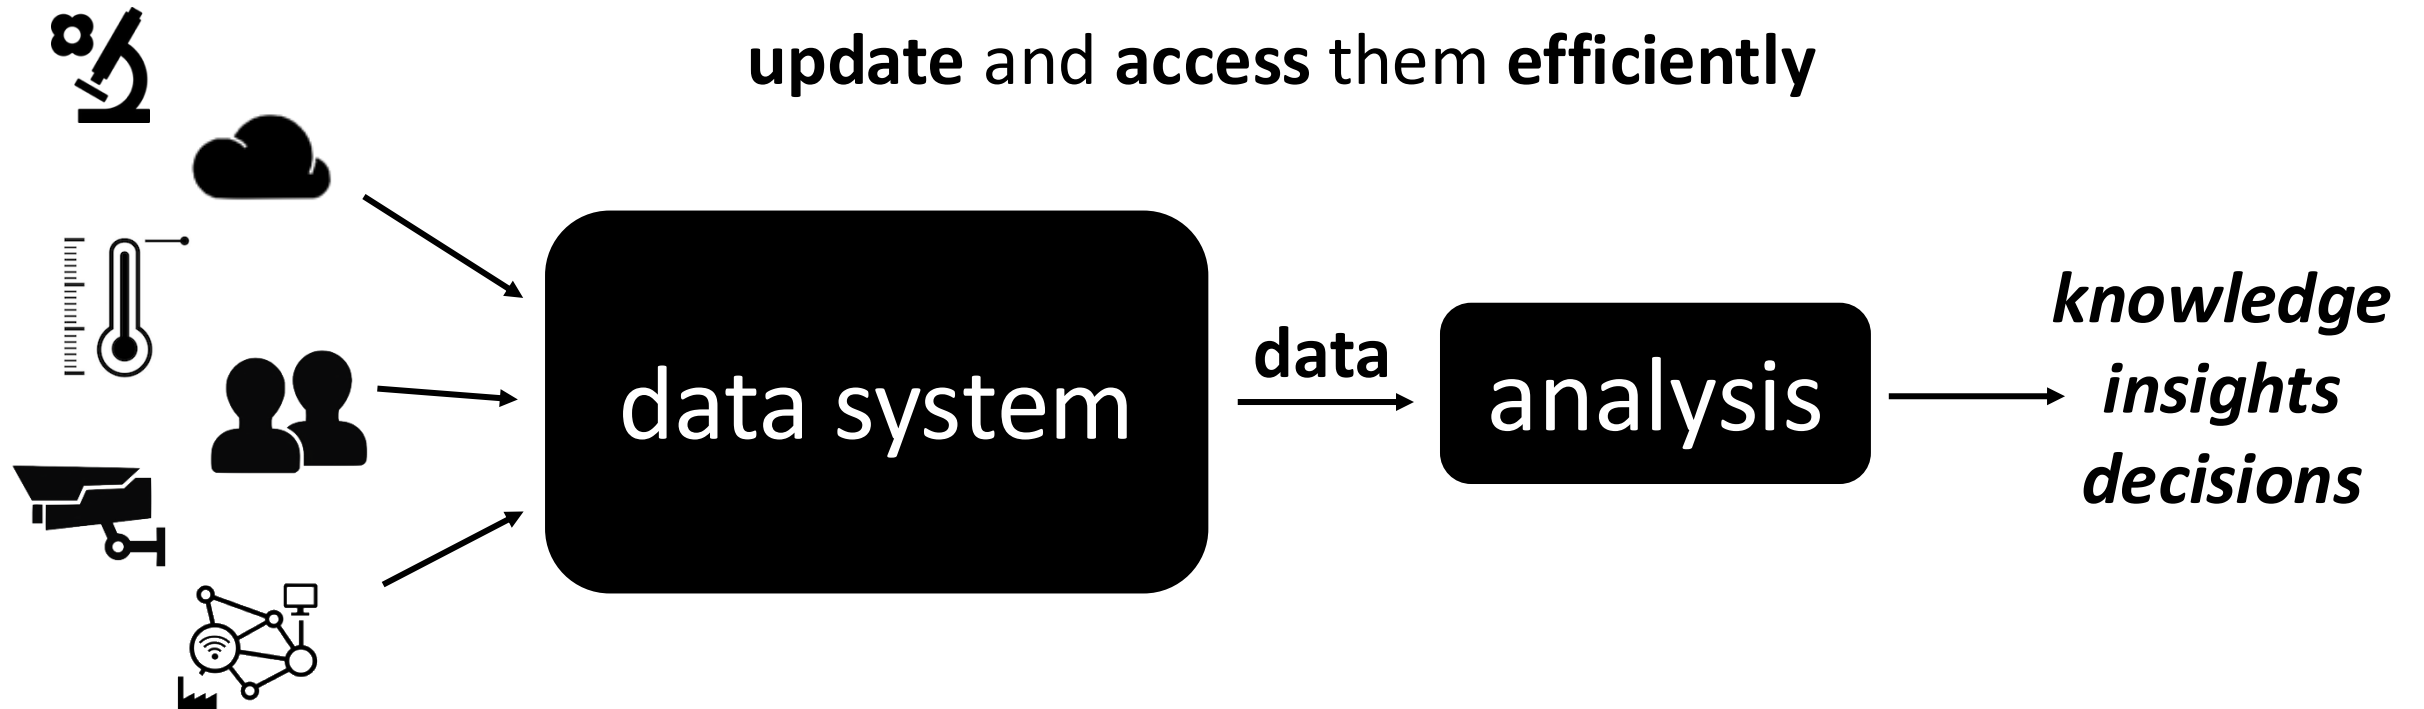 update and access them efficiently
data system
data
analysis
knowledge
insights
decisions